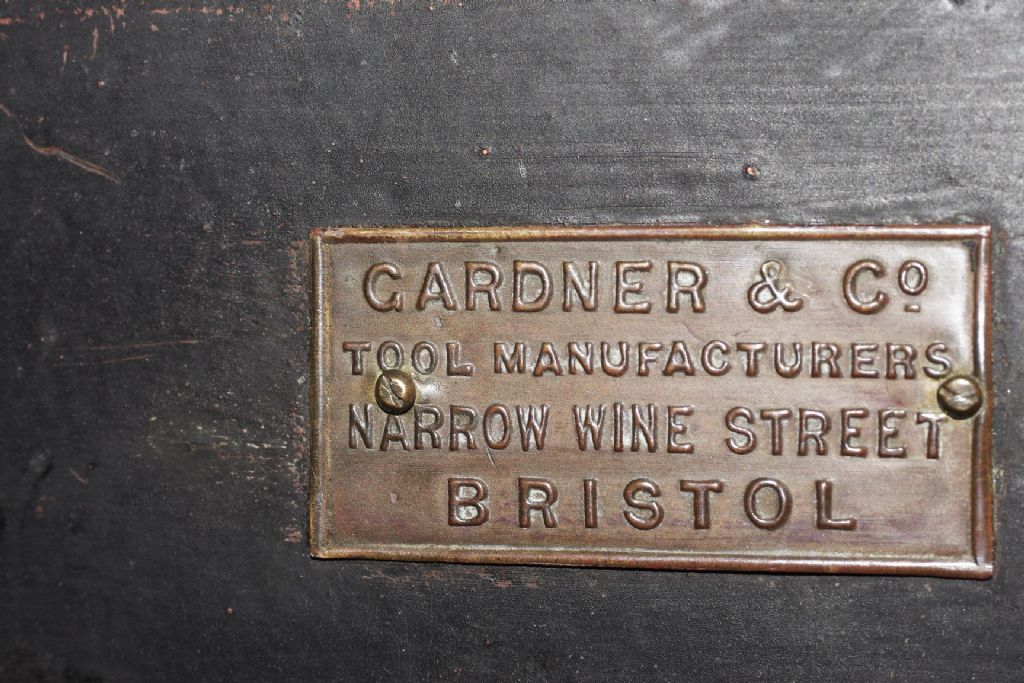 GARDNER & Cº
TOOL MANUFACTURERS
NARROW WINE STREET
BRISTOL